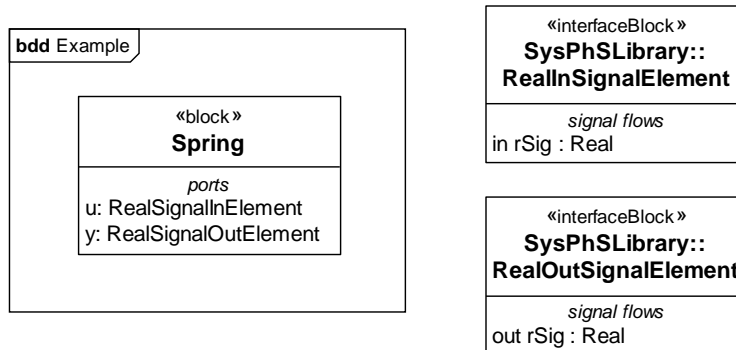 bdd Example
«block»
Spring
ports
u: RealSignalInElement
y: RealSignalOutElement
«interfaceBlock»
SysPhSLibrary::
RealInSignalElement
signal flows
in rSig : Real
«interfaceBlock»
SysPhSLibrary::
RealOutSignalElement
signal flows
out rSig : Real